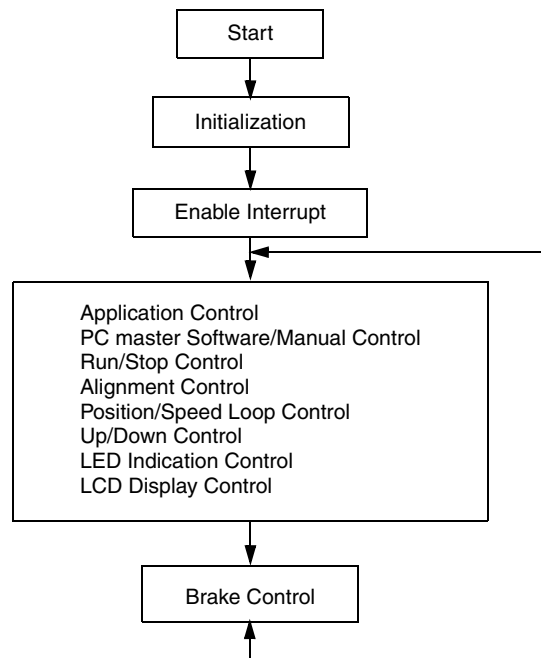 Start
Initialization
Enable Interrupt
Application Control
PC master Software/Manual Control
Run/Stop Control
Alignment Control
Position/Speed Loop Control
Up/Down Control
LED Indication Control
LCD Display Control
Brake Control